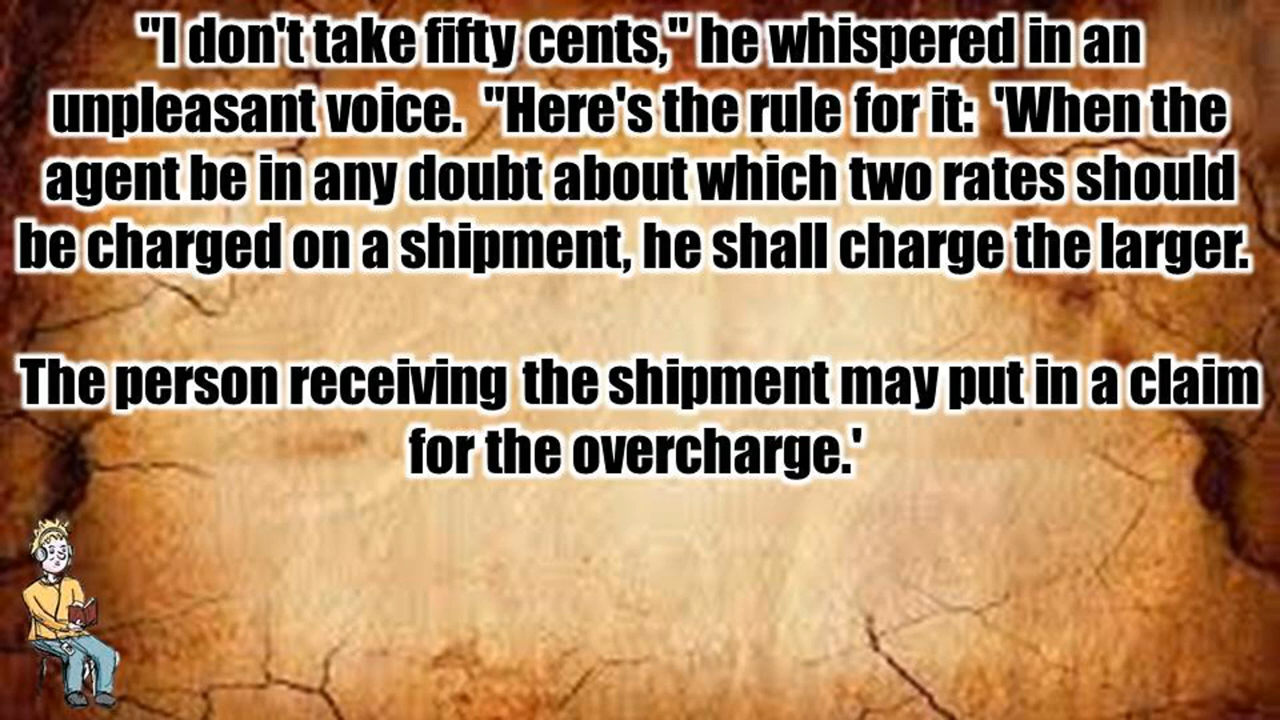 "I don't take fifty cents," he whispered in an
unpleasant voice. "Here's the rule for it: 'When the
agent be in any doubt about which two rates should
be charged on a shipment, he shall charge the larger.
The person receiving the shipment may put in a claim
for the overcharge.'